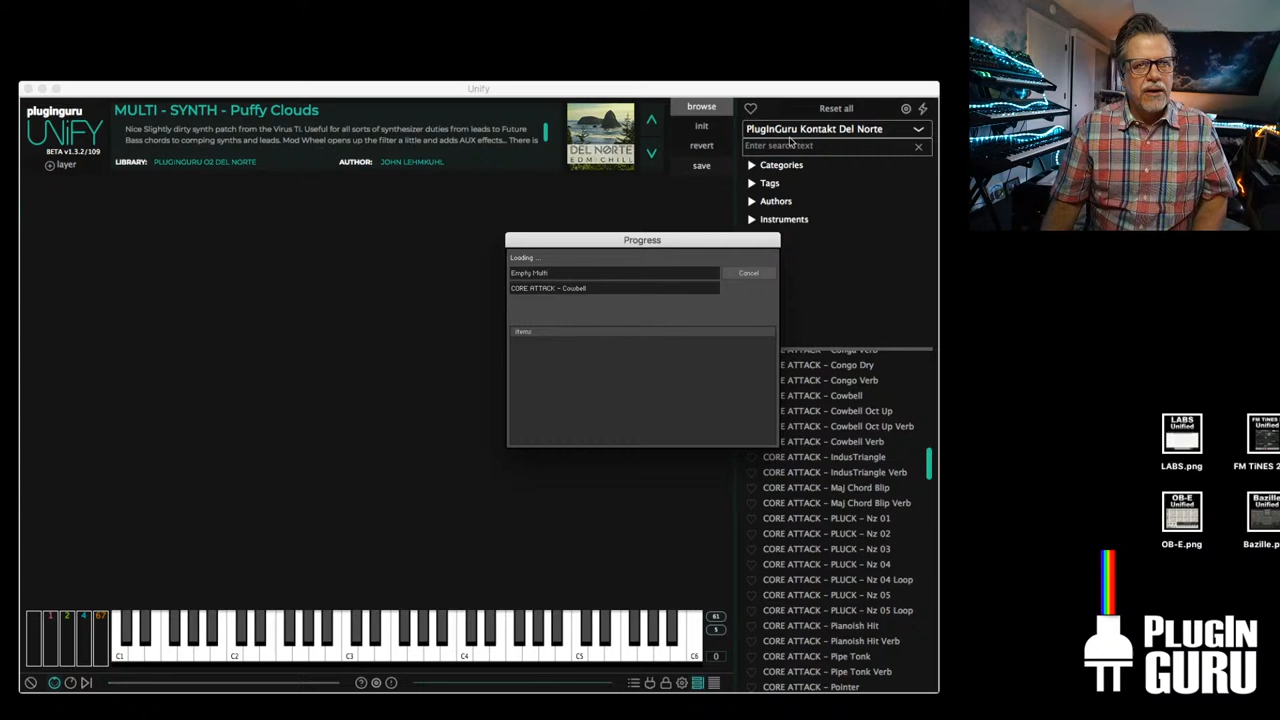 Unify
pluginguru
UNiFY
BETA v1.3.2/109
layer
MULTI - SYNTH - Puffy Clouds
Nice Slightly dirty synth patch from the Virus TI. Useful for all sorts of synthesizer duties from leads to Future
Bass chords to comping synths and leads. Mod Wheel opens up the filter a little and adds AUX effects... There is
LIBRARY: PLUGINGURU 02 DEL NORTE
AUTHOR: JOHN LEHMKUHL
DEL NORTE
EDM CHILL
browse
init
revert
save
Reset all
PlugInGuru Kontakt Del Norte
Enter search text
Categories
Tags
Authors
Instruments
Progress
Loading ...
Empty Multi
Cancel
CORE ATTACK - Cowbell
Items
E ATTACK - Conga Verb
E ATTACK - Congo Dry
E ATTACK - Congo Verb
E ATTACK - Cowbell
E ATTACK - Cowbell Oct Up
E ATTACK - Cowbell Oct Up Verb
E ATTACK - Cowbell Verb
CORE ATTACK - IndusTriangle
CORE ATTACK - IndusTriangle Verb
CORE ATTACK - Maj Chord Blip
CORE ATTACK - Maj Chord Blip Verb
CORE ATTACK - PLUCK - Nz 01
CORE ATTACK - PLUCK - Nz 02
CORE ATTACK - PLUCK - Nz 03
CORE ATTACK - PLUCK - Nz 04
CORE ATTACK - PLUCK - Nz 04 Loop
CORE ATTACK - PLUCK - Nz 05
CORE ATTACK - PLUCK - Nz 05 Loop
CORE ATTACK - Pianoish Hit
CORE ATTACK - Pianoish Hit Verb
CORE ATTACK - Pipe Tonk
CORE ATTACK - Pipe Tonk Verb
CORE ATTACK - Pointer
1 2 4 67
C1 C2 C3 C4 C5 C6
61
5
0
LABS
Unified
LABS.png
FM TiNES 2
Unified
FM TiNES
OB-E
Unified
OB-E.png
Bazille
Unified
Bazille.p
PLUGIN
GURU